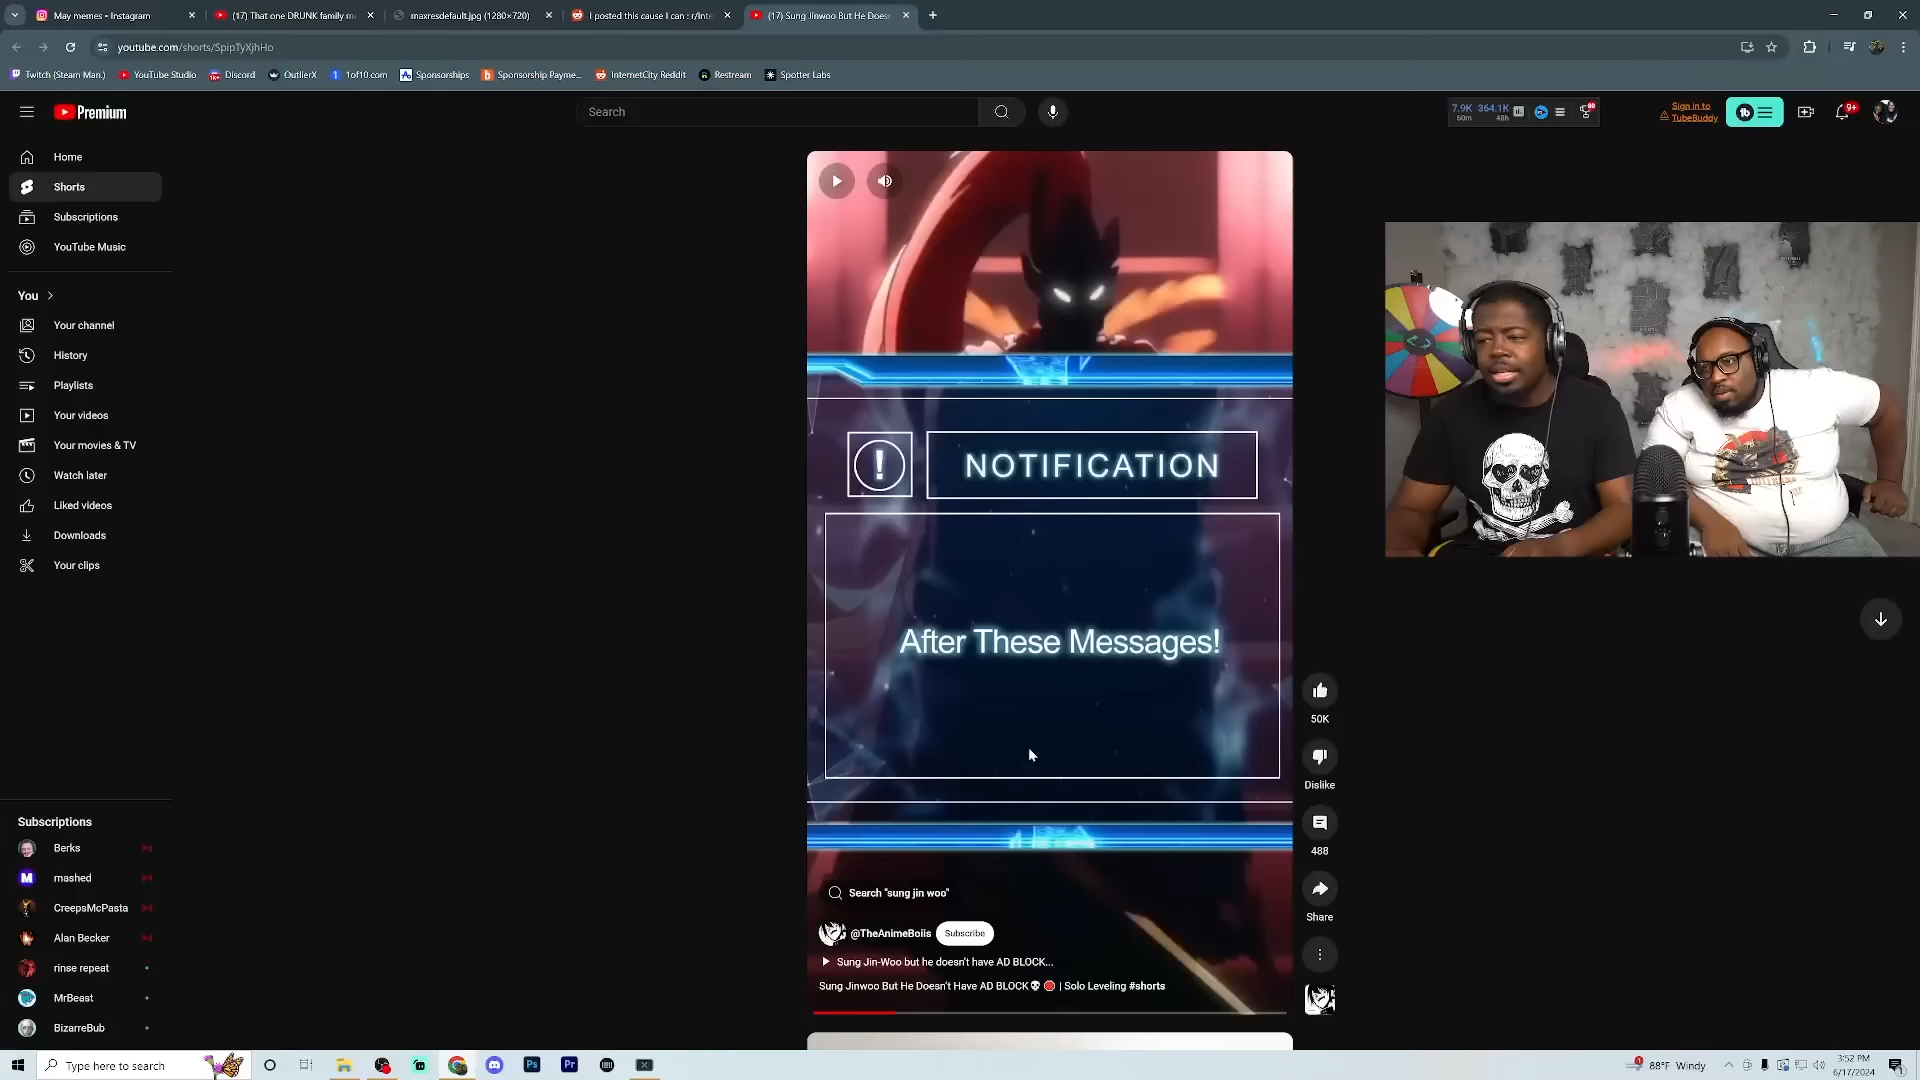 May memes - Instagram
(17) That one DRUNK family m
maxresdefault.jpg (1280×720)
I posted this cause I can : r/Inte
(17) Sung Jinwoo But He Doesn
youtube.com/shorts/SpipTyXjhHo
Twitch (Steam Man.)
YouTube Studio
Discord
OutlierX
1of10.com
Sponsorships
Sponsorship Payme...
InternetCity Reddit
Restream
Spotter Labs
Premium
Search
7.9K 364.1K
60m 48h
Sign in to
TubeBuddy
9+
Home
Shorts
Subscriptions
YouTube Music
You
Your channel
History
Playlists
Your videos
Your movies & TV
Watch later
Liked videos
Downloads
Your clips
Subscriptions
Berks
mashed
CreepsMcPasta
Alan Becker
rinse repeat
MrBeast
BizarreBub
! NOTIFICATION
After These Messages!
50K
Dislike
488
Share
Search "sung jin woo"
@TheAnimeBoiis
Subscribe
Sung Jin-Woo but he doesn't have AD BLOCK...
Sung Jinwoo But He Doesn't Have AD BLOCK | Solo Leveling #shorts
Type here to search
Ps
Pr
88°F Windy
3:52 PM
6/17/2024